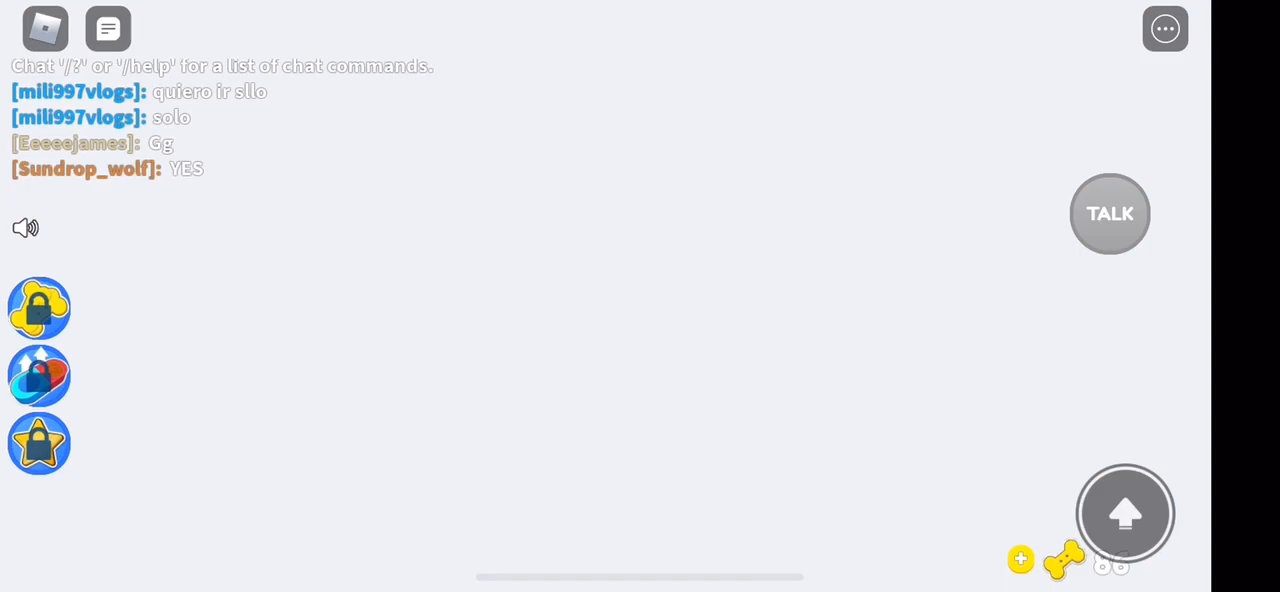 Chat '/?' or '/help' for a list of chat commands.
[mili997vlogs]: quiero ir sllo
[mili997vlogs]: solo
[Eeeeejames]: Gg
[Sundrop_wolf]: YES
TALK
86